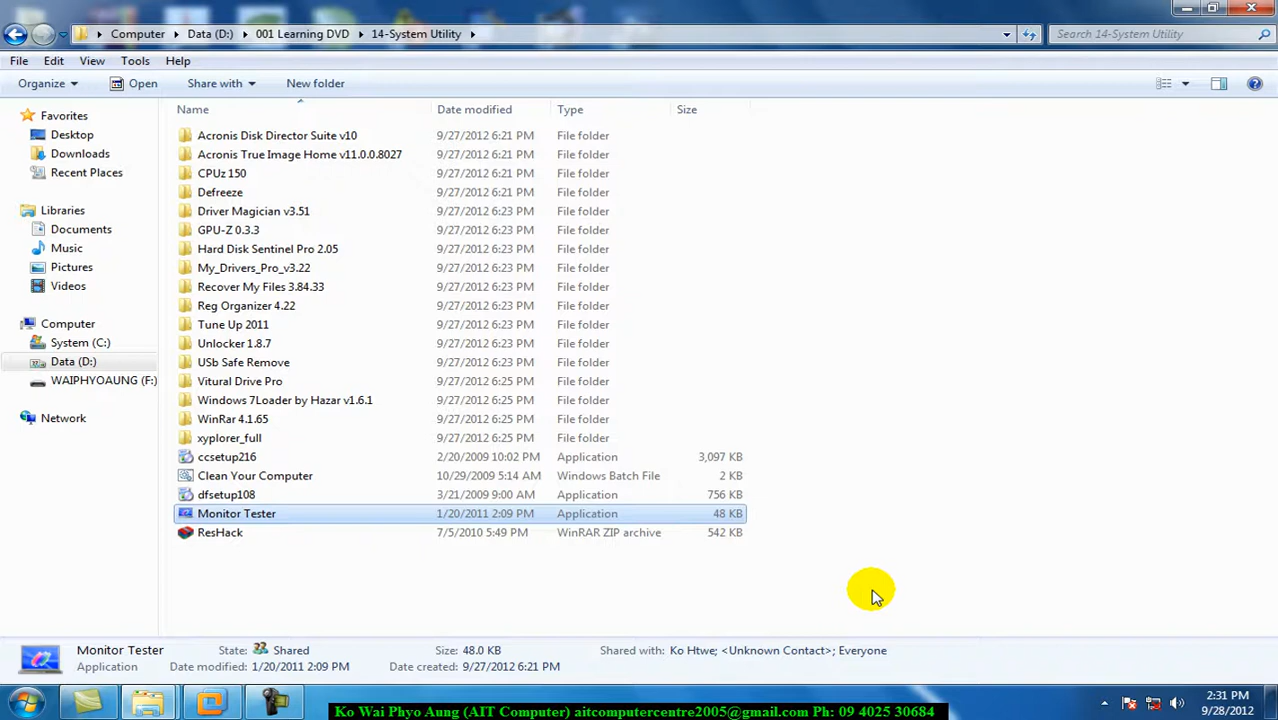 Computer Data (D:) 001 Learning DVD 14-System Utility Search 14-System Utility
File Edit View Tools Help
Organize Open Share with New folder
Name Date modified Type Size
Favorites
Desktop
Downloads
Recent Places
Libraries
Documents
Music
Pictures
Videos
Computer
System (C:)
Data (D:)
WAIPHYOAUNG (F:)
Network
Acronis Disk Director Suite v10 9/27/2012 6:21 PM File folder
Acronis True Image Home v11.0.0.8027 9/27/2012 6:21 PM File folder
CPUz 150 9/27/2012 6:21 PM File folder
Defreeze 9/27/2012 6:21 PM File folder
Driver Magician v3.51 9/27/2012 6:23 PM File folder
GPU-Z 0.3.3 9/27/2012 6:23 PM File folder
Hard Disk Sentinel Pro 2.05 9/27/2012 6:23 PM File folder
My_Drivers_Pro_v3.22 9/27/2012 6:23 PM File folder
Recover My Files 3.84.33 9/27/2012 6:23 PM File folder
Reg Organizer 4.22 9/27/2012 6:23 PM File folder
Tune Up 2011 9/27/2012 6:23 PM File folder
Unlocker 1.8.7 9/27/2012 6:23 PM File folder
USb Safe Remove 9/27/2012 6:23 PM File folder
Vitural Drive Pro 9/27/2012 6:25 PM File folder
Windows 7Loader by Hazar v1.6.1 9/27/2012 6:25 PM File folder
WinRar 4.1.65 9/27/2012 6:25 PM File folder
xyplorer_full 9/27/2012 6:25 PM File folder
ccsetup216 2/20/2009 10:02 PM Application 3,097 KB
Clean Your Computer 10/29/2009 5:14 AM Windows Batch File 2 KB
dfsetup108 3/21/2009 9:00 AM Application 756 KB
Monitor Tester 1/20/2011 2:09 PM Application 48 KB
ResHack 7/5/2010 5:49 PM WinRAR ZIP archive 542 KB
Monitor Tester State: Shared Size: 48.0 KB Shared with: Ko Htwe; <Unknown Contact>; Everyone
Application Date modified: 1/20/2011 2:09 PM Date created: 9/27/2012 6:21 PM
2:31 PM
9/28/2012
Ko Wai Phyo Aung (AIT Computer) aitcomputercentre2005@gmail.com Ph: 09 4025 30684